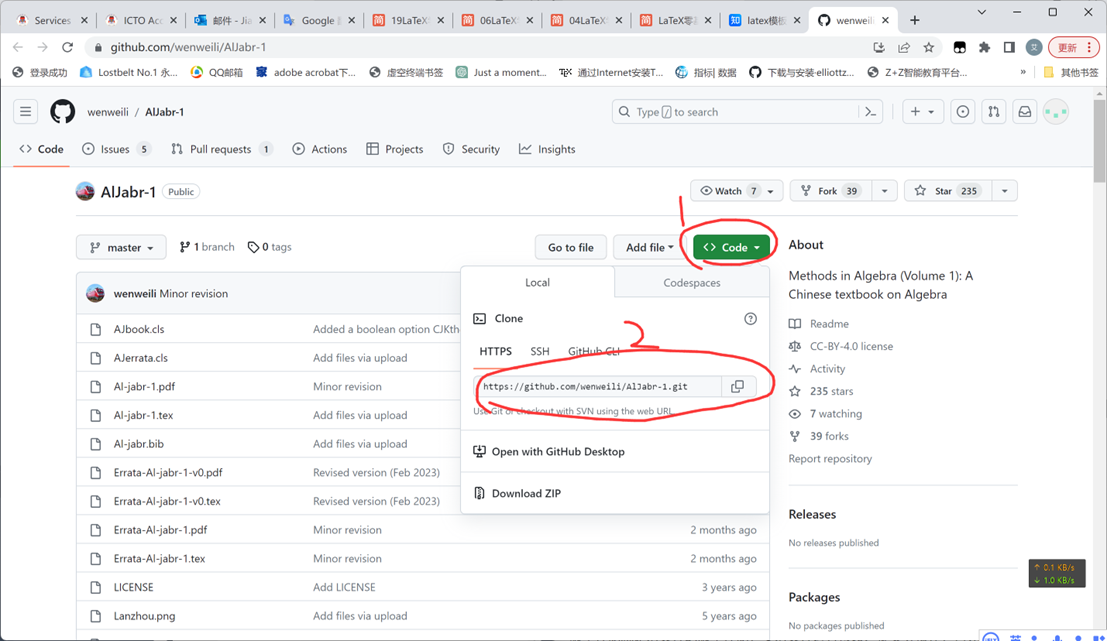 Services
ICTO Acc
邮件 - Jia
Google
19LaTeX
06LaTeX
04LaTeX
LaTeX零
latex模板
wenweili
github.com/wenweili/AlJabr-1
更新
登录成功
Lostbelt No.1 永...
QQ邮箱
adobe acrobat下...
虚空终端书签
Just a moment...
通过Internet安装T...
指标| 数据
下载与安装·elliottz...
Z+Z智能教育平台...
»
其他书签
wenweili / AlJabr-1
Type / to search
Code
Issues 5
Pull requests 1
Actions
Projects
Security
Insights
AlJabr-1 Public
Watch 7
Fork 39
Star 235
1
master
1 branch
0 tags
Go to file
Add file
<> Code
About
Methods in Algebra (Volume 1): A
Chinese textbook on Algebra
Readme
CC-BY-4.0 license
Activity
235 stars
7 watching
39 forks
Report repository
Releases
No releases published
Packages
No packages published
Local
Codespaces
Clone
2
HTTPS SSH GitHub CLI
https://github.com/wenweili/AlJabr-1.git
Use Git or checkout with SVN using the web URL.
Open with GitHub Desktop
Download ZIP
wenweili Minor revision
AJbook.cls Added a boolean option CJKth
AJerrata.cls Add files via upload
Al-jabr-1.pdf Minor revision
Al-jabr-1.tex Add files via upload
Al-jabr.bib Add files via upload
Errata-Al-jabr-1-v0.pdf Revised version (Feb 2023)
Errata-Al-jabr-1-v0.tex Revised version (Feb 2023)
Errata-Al-jabr-1.pdf Minor revision 2 months ago
Errata-Al-jabr-1.tex Minor revision 2 months ago
LICENSE Add LICENSE 3 years ago
Lanzhou.png Add files via upload 5 years ago
↑ 0.1 KB/s
↓ 1.0 KB/s
英